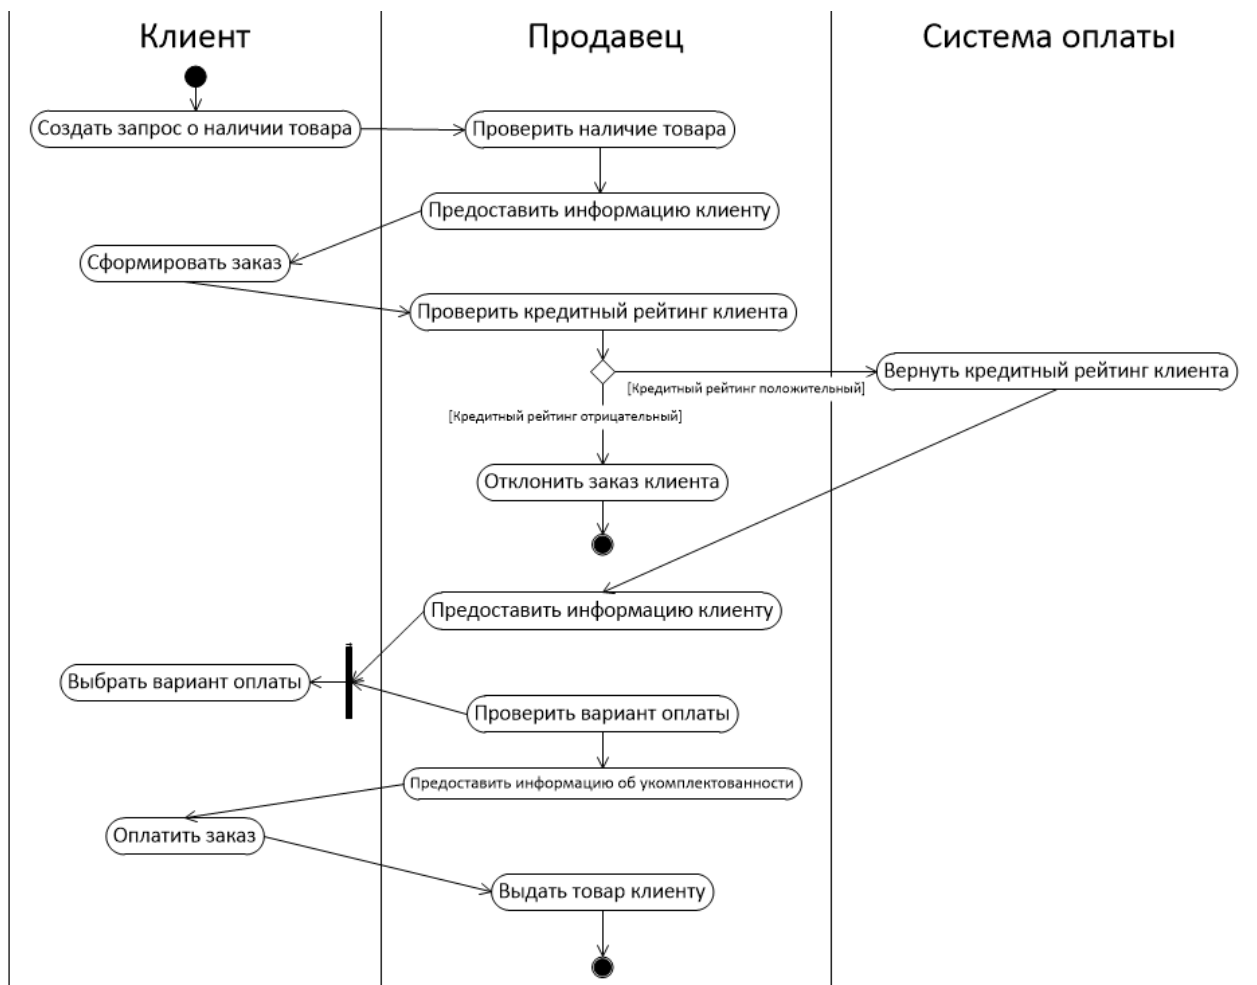 Клиент
Продавец
Система оплаты
Создать запрос о наличии товара
Проверить наличие товара
Предоставить информацию клиенту
Сформировать заказ
Проверить кредитный рейтинг клиента
Вернуть кредитный рейтинг клиента
[Кредитный рейтинг положительный]
[Кредитный рейтинг отрицательный]
Отклонить заказ клиента
Предоставить информацию клиенту
Выбрать вариант оплаты
Проверить вариант оплаты
Предоставить информацию об укомплектованности
Оплатить заказ
Выдать товар клиенту